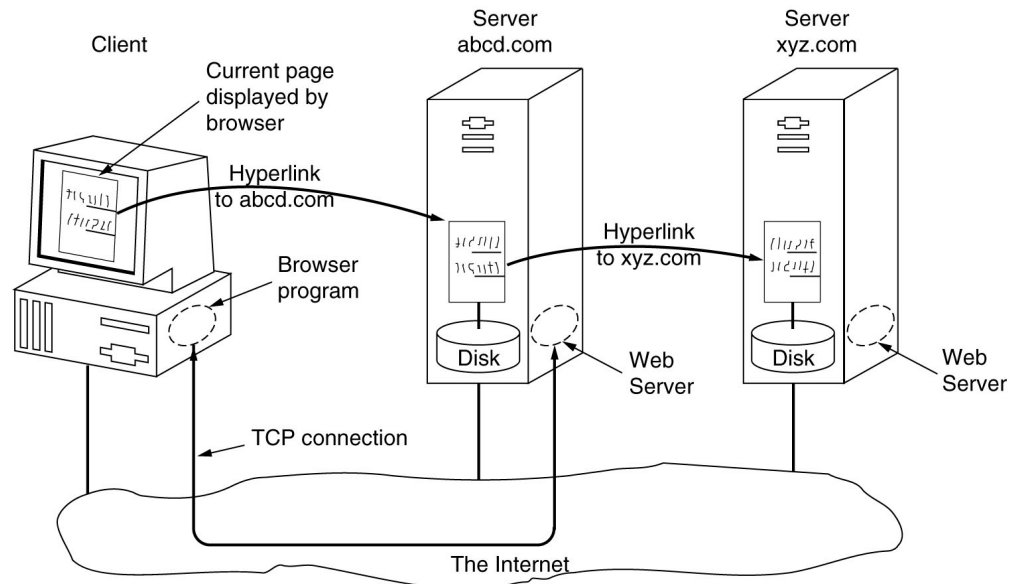 Client
Server
abcd.com
Server
xyz.com
Current page
displayed by
browser
Hyperlink
to abcd.com
Hyperlink
to xyz.com
Browser
program
Disk
Web
Server
Disk
Web
Server
TCP connection
The Internet